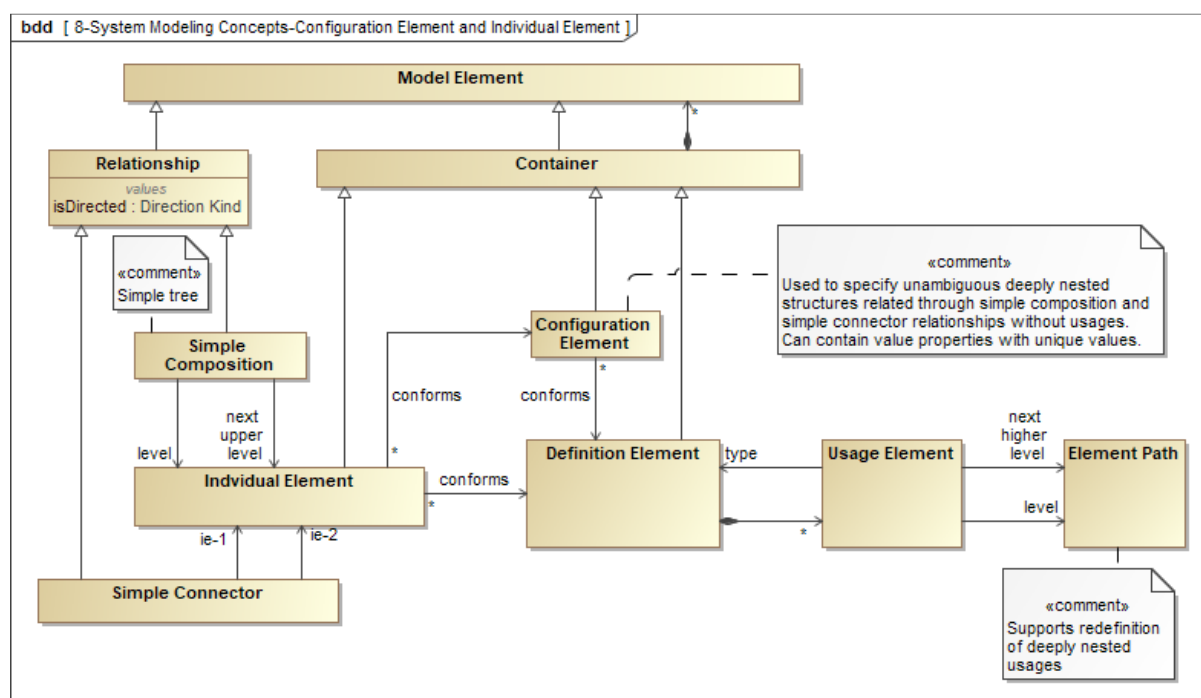 bdd [ 8-System Modeling Concepts-Configuration Element and Individual Element ]
Model Element
*
Relationship
values
isDirected : Direction Kind
Container
«comment»
Simple tree
«comment»
Used to specify unambiguous deeply nested
structures related through simple composition and
simple connector relationships without usages.
Can contain value properties with unique values.
Simple
Composition
Configuration
Element
*
conforms
conforms
level
next
upper
level
*
Indvidual Element
conforms
*
Definition Element
type
*
Usage Element
next
higher
level
level
Element Path
ie-1
ie-2
Simple Connector
«comment»
Supports redefinition
of deeply nested
usages